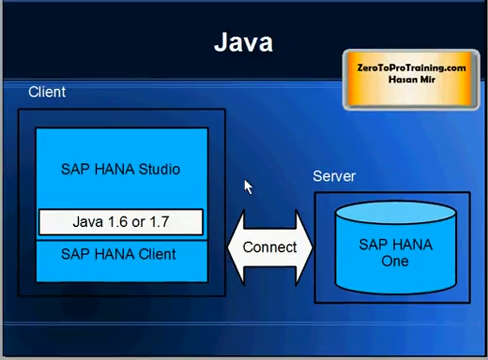 Java
ZeroToProTraining.com
Hasan Mir
Client
SAP HANA Studio
Java 1.6 or 1.7
SAP HANA Client
Connect
Server
SAP HANA
One